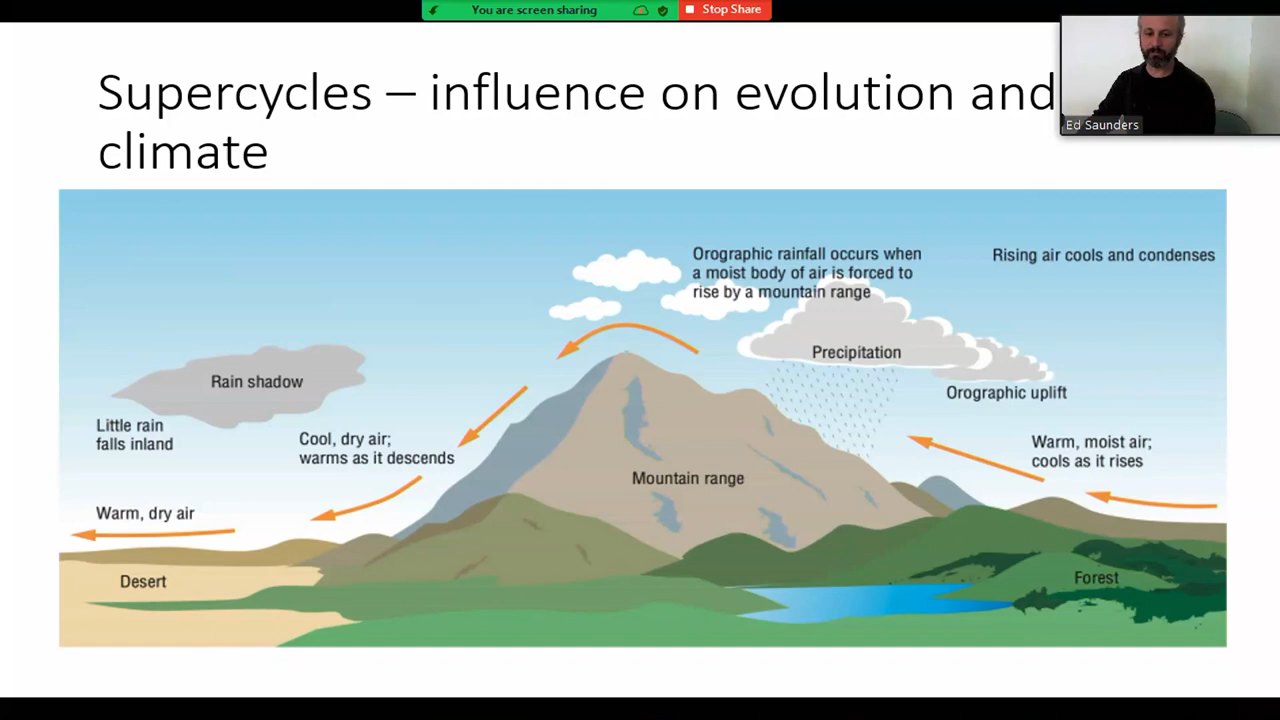 You are screen sharing
Stop Share
Supercycles – influence on evolution and
climate
Ed Saunders
Orographic rainfall occurs when
a moist body of air is forced to
rise by a mountain range
Rising air cools and condenses
Precipitation
Rain shadow
Orographic uplift
Little rain
falls inland
Cool, dry air;
warms as it descends
Warm, moist air;
cools as it rises
Mountain range
Warm, dry air
Desert
Forest